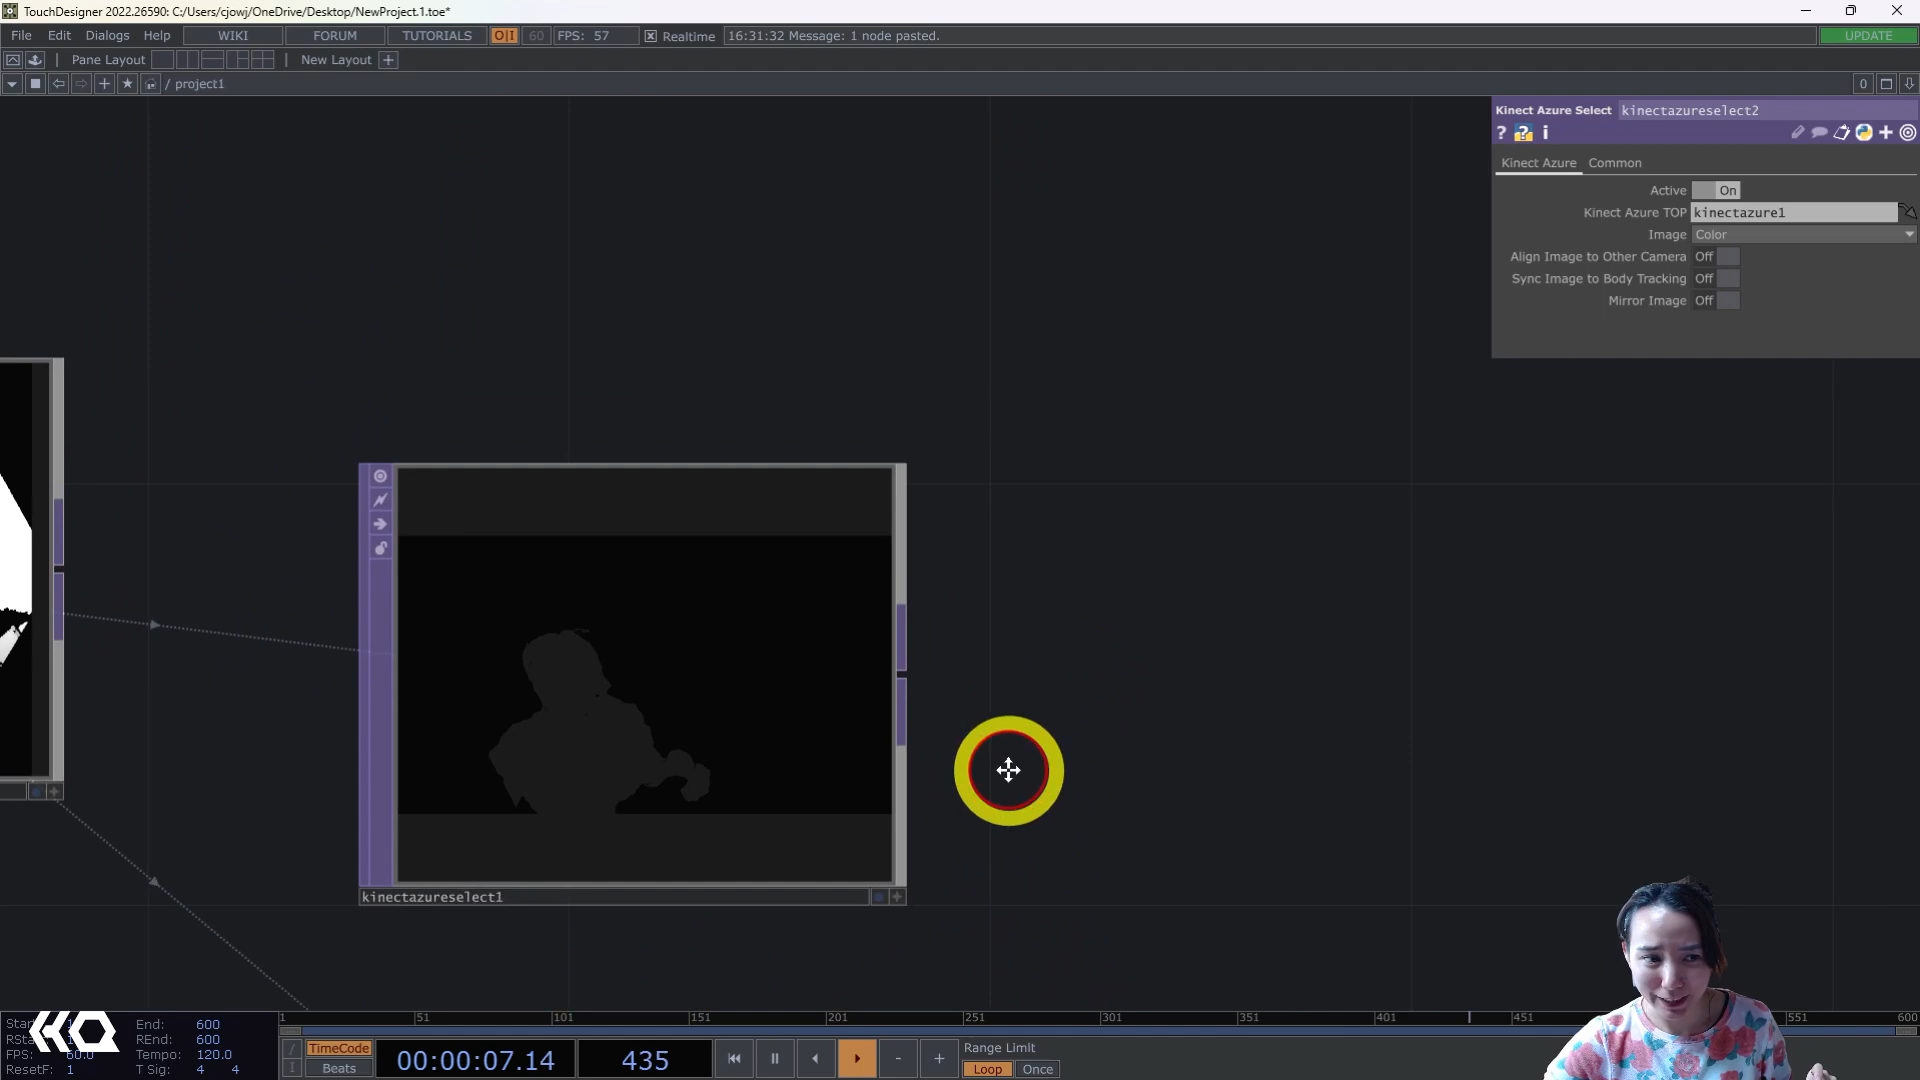 TouchDesigner 2022.26590: C:/Users/cjowj/OneDrive/Desktop/NewProject.1.toe*
File Edit Dialogs Help WIKI FORUM TUTORIALS O|I 60 FPS: 57 Realtime 16:31:32 Message: 1 node pasted. UPDATE
Pane Layout New Layout +
/ project1 0
Kinect Azure Select kinectazureselect2
? ? i
Kinect Azure Common
Active On
Kinect Azure TOP kinectazure1
Image Color
Align Image to Other Camera Off
Sync Image to Body Tracking Off
Mirror Image Off
kinectazureselect1
1 51 101 151 201 251 301 351 401 451 551 600
End: 600
REnd: 600
FPS: 60.0 Tempo: 120.0
ResetF: 1 T Sig: 4 4
TimeCode
Beats
00:00:07.14 435
Range Limit
Loop Once